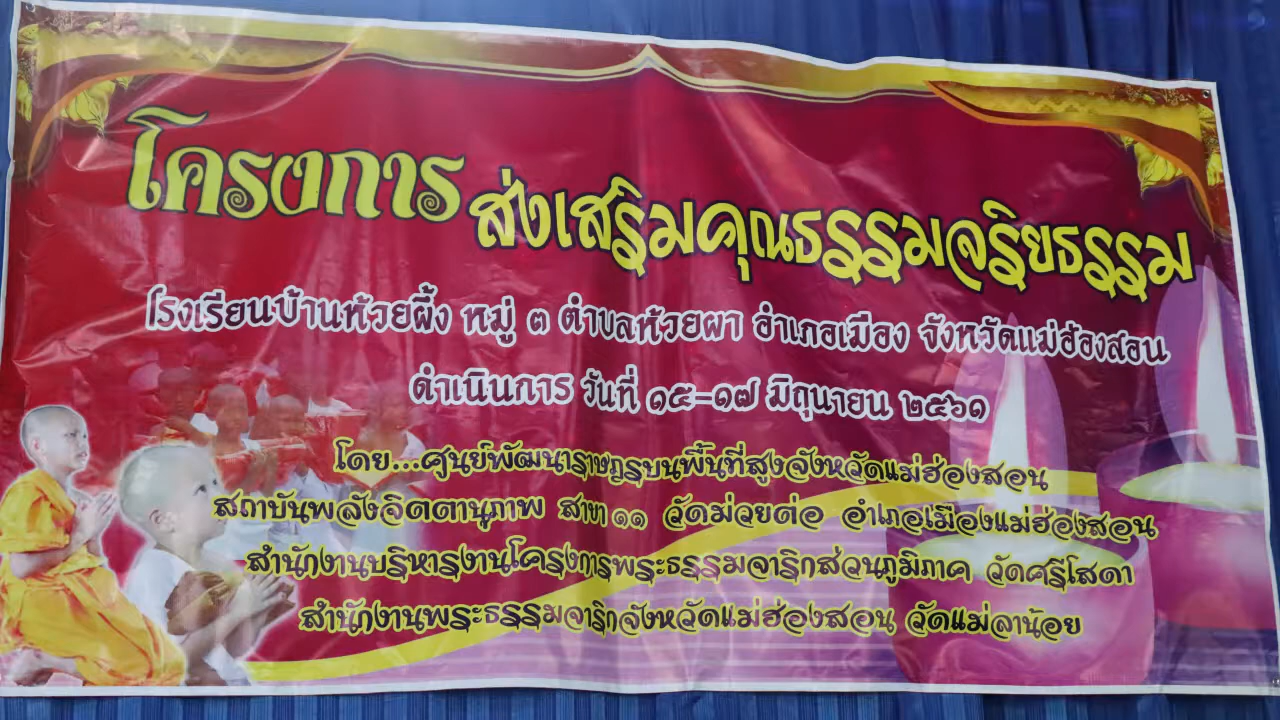 โครงการ ส่งเสริมคุณธรรมจริยธรรม
โรงเรียนบ้านห้วยผึ้ง หมู่ ๓ ตำบลห้วยผา อำเภอเมือง จังหวัดแม่ฮ่องสอน
ดำเนินการ วันที่ ๑๕-๑๗ มิถุนายน ๒๕๖๑
โดย...ศูนย์พัฒนาราษฎรบนพื้นที่สูงจังหวัดแม่ฮ่องสอน
สถาบันพลังจิตตานุภาพ สาขา ๑๑ วัดม่วยต่อ อำเภอเมืองแม่ฮ่องสอน
สำนักงานบริหารงานโครงการพระธรรมจาริกส่วนภูมิภาค วัดศรีโสดา
สำนักงานพระธรรมจาริกจังหวัดแม่ฮ่องสอน วัดแม่ลาน้อย